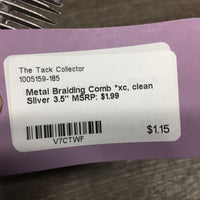 The Tack Collector
1005159-185
Metal Braiding Comb *xc, clean
Silver 3.5" MSRP: $1.99
V7CTWF
$1.15